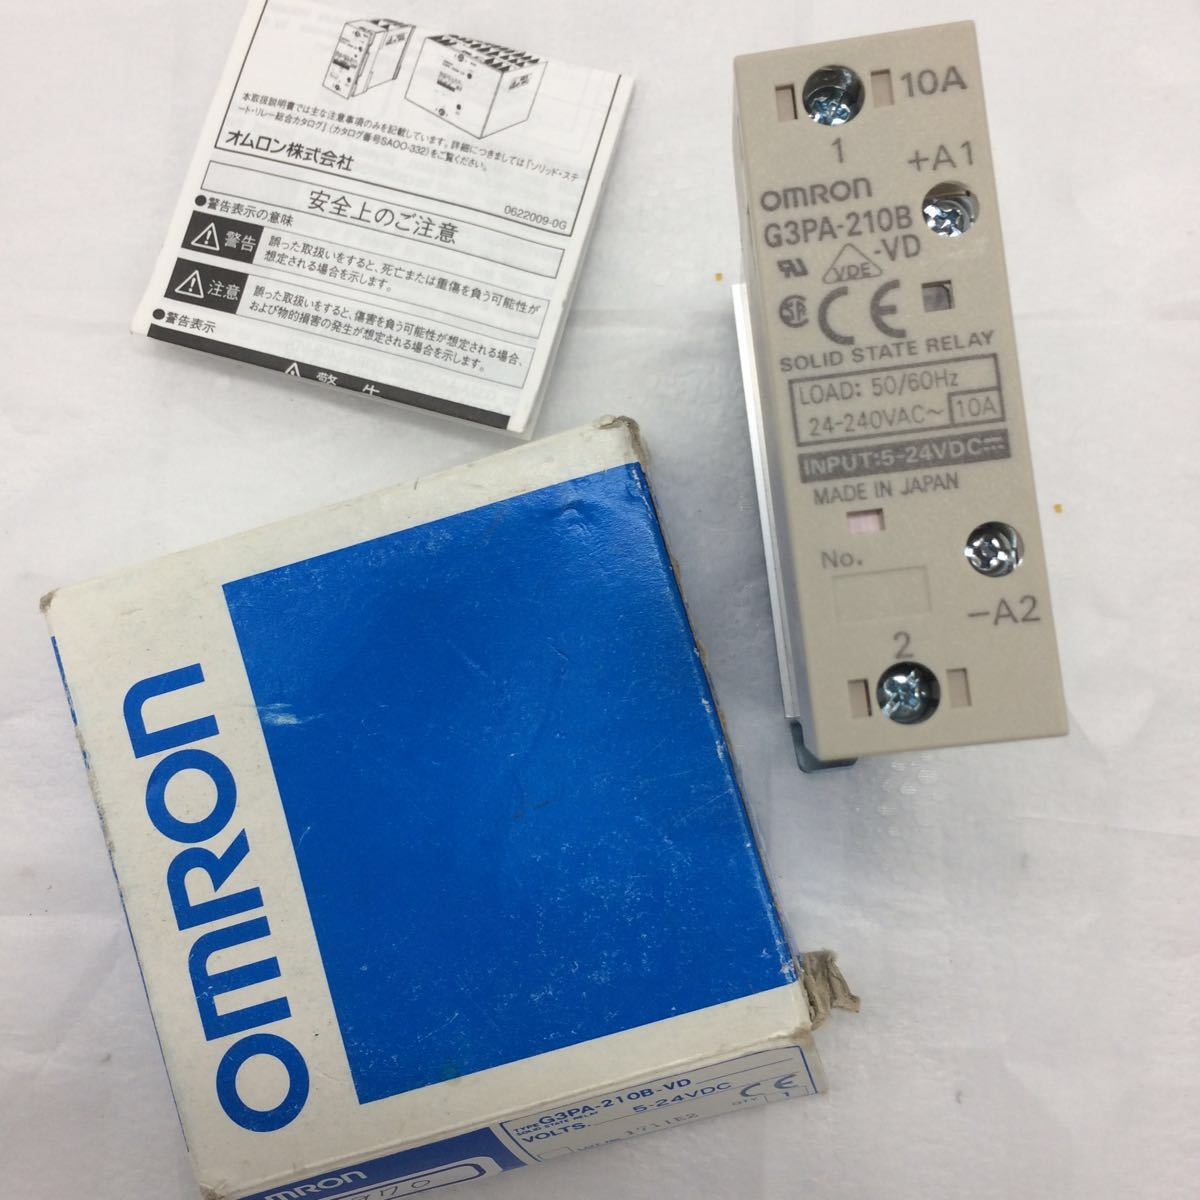 本取扱説明書では主な注意事項のみを記載しています。詳細につきましては『ソリッド・ステ
ート・リレー総合カタログ』(カタログ番号SAOO-332)をご覧ください。
オムロン株式会社
0622009-0G
安全上のご注意
●警告表示の意味
警告
誤った取扱いをすると、死亡または重傷を負う可能性が
想定される場合を示します。
注意
誤った取扱いをすると、傷害を負う可能性が想定される場合、
および物的損害の発生が想定される場合を示します。
●警告表示
警告
10A
1
+A1
OMRON
G3PA-210B
-VD
VDE
CE
SOLID STATE RELAY
LOAD: 50/60Hz
24-240VAC~ 10A
INPUT:5-24VDC
MADE IN JAPAN
No.
-A2
2
OMRON
TYPE G3PA-210B-VD
SOLID STATE RELAY
VOLTS. 5-24VDC
CE
QTY 1
1711E2
OMRON